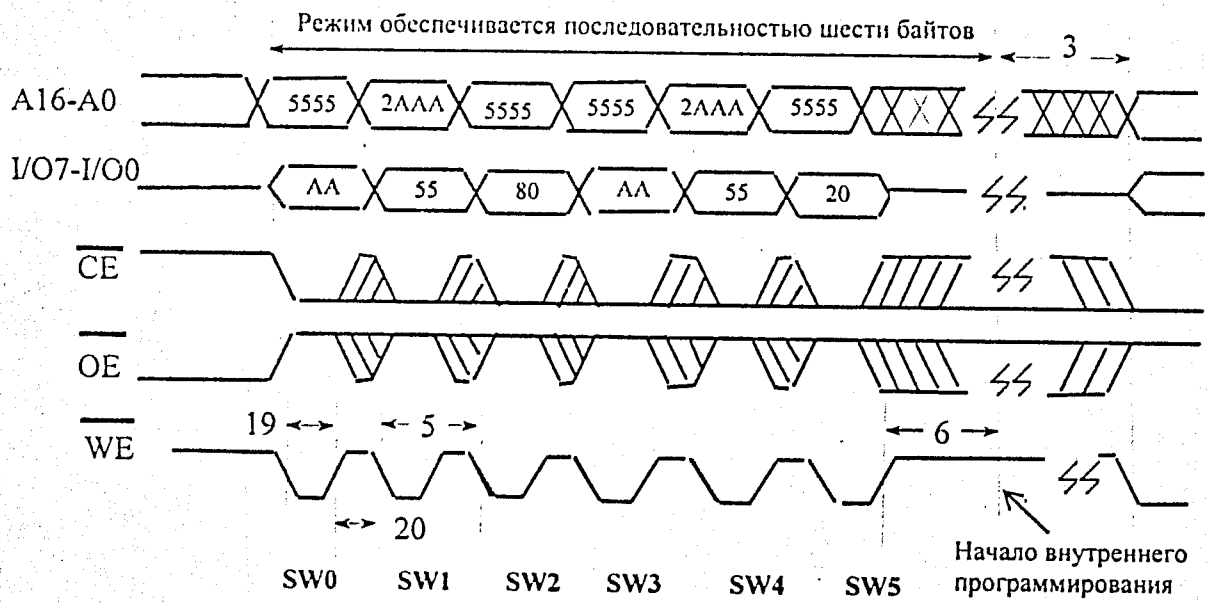 Режим обеспечивается последовательностью шести байтов
3
A16-A0
5555 2AAA 5555 5555 2AAA 5555 X
I/O7-I/O0
AA 55 80 AA 55 20
CE
OE
19 5 6
WE
20
Начало внутреннего
программирования
SW0 SW1 SW2 SW3 SW4 SW5